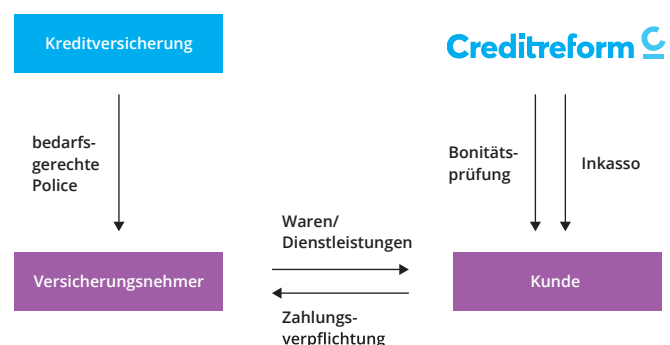 Kreditversicherung
Creditreform
bedarfs-
gerechte
Police
Bonitäts-
prüfung
Inkasso
Waren/
Dienstleistungen
Versicherungsnehmer
Kunde
Zahlungs-
verpflichtung